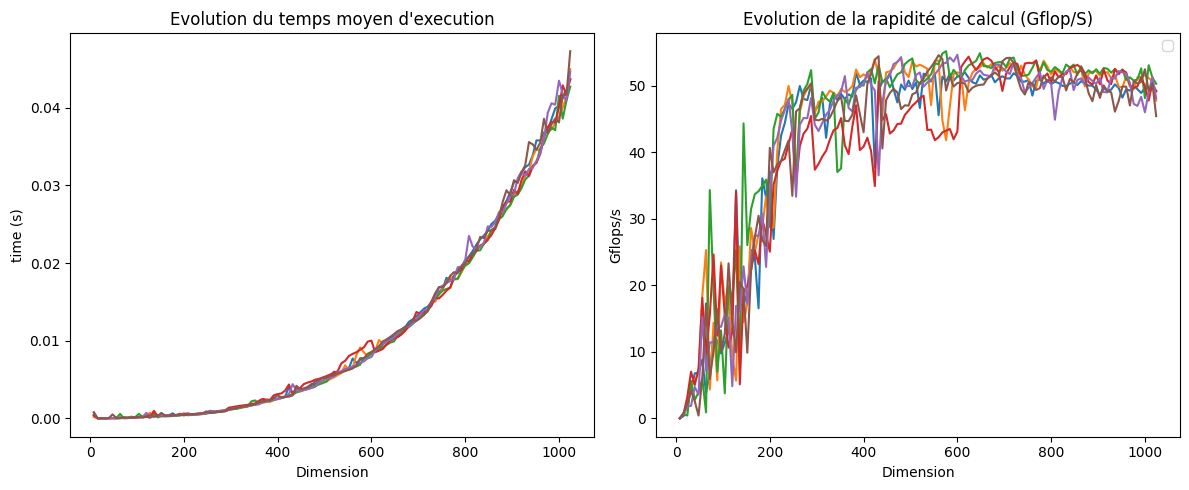 Evolution du temps moyen d'execution
time (s)
0.04
0.03
0.02
0.01
0.00
0 200 400 600 800 1000
Dimension
Evolution de la rapidité de calcul (Gflop/S)
Gflops/s
50
40
30
20
10
0
0 200 400 600 800 1000
Dimension